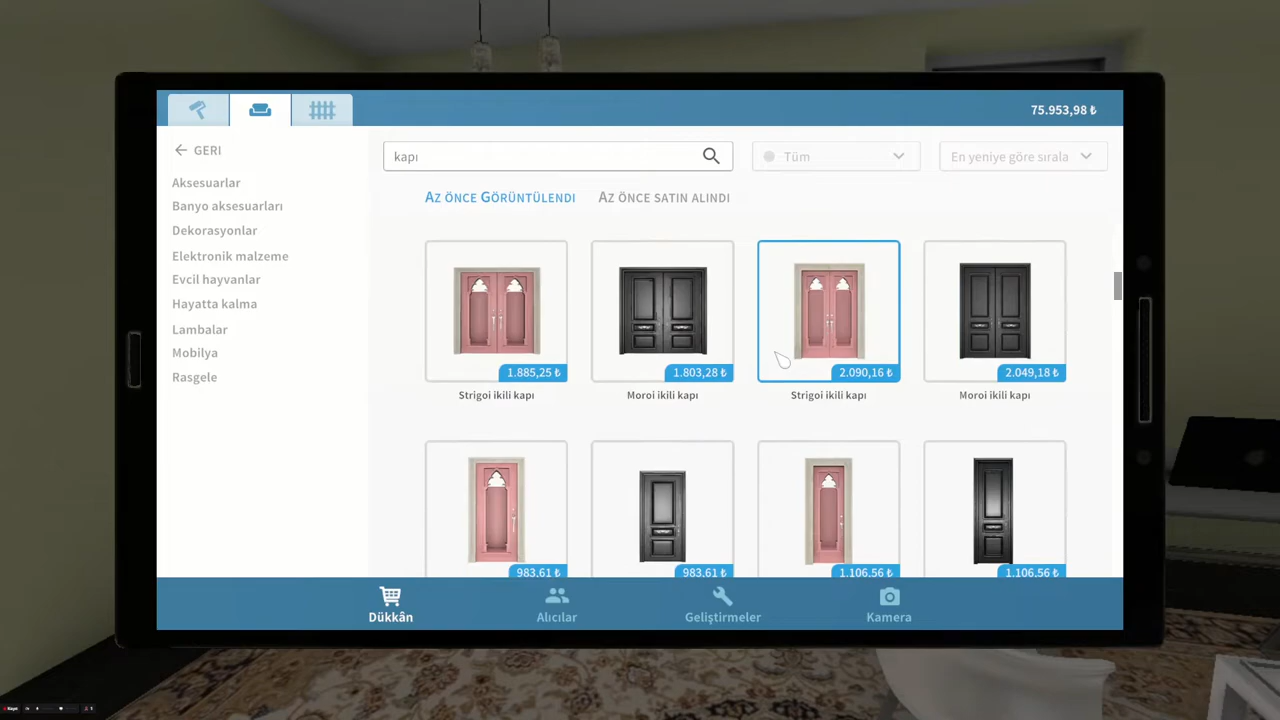 75.953,98 ₺
GERI
kapı
Tüm
En yeniye göre sırala
Aksesuarlar
Banyo aksesuarları
Dekorasyonlar
Elektronik malzeme
Evcil hayvanlar
Hayatta kalma
Lambalar
Mobilya
Rasgele
AZ ÖNCE GÖRÜNTÜLENDI
AZ ÖNCE SATIN ALINDI
1.885,25 ₺
1.803,28 ₺
2.090,16 ₺
2.049,18 ₺
Strigoi ikili kapı
Moroi ikili kapı
Strigoi ikili kapı
Moroi ikili kapı
983,61 ₺
983,61 ₺
1.106,56 ₺
1.106,56 ₺
Dükkân
Alıcılar
Geliştirmeler
Kamera